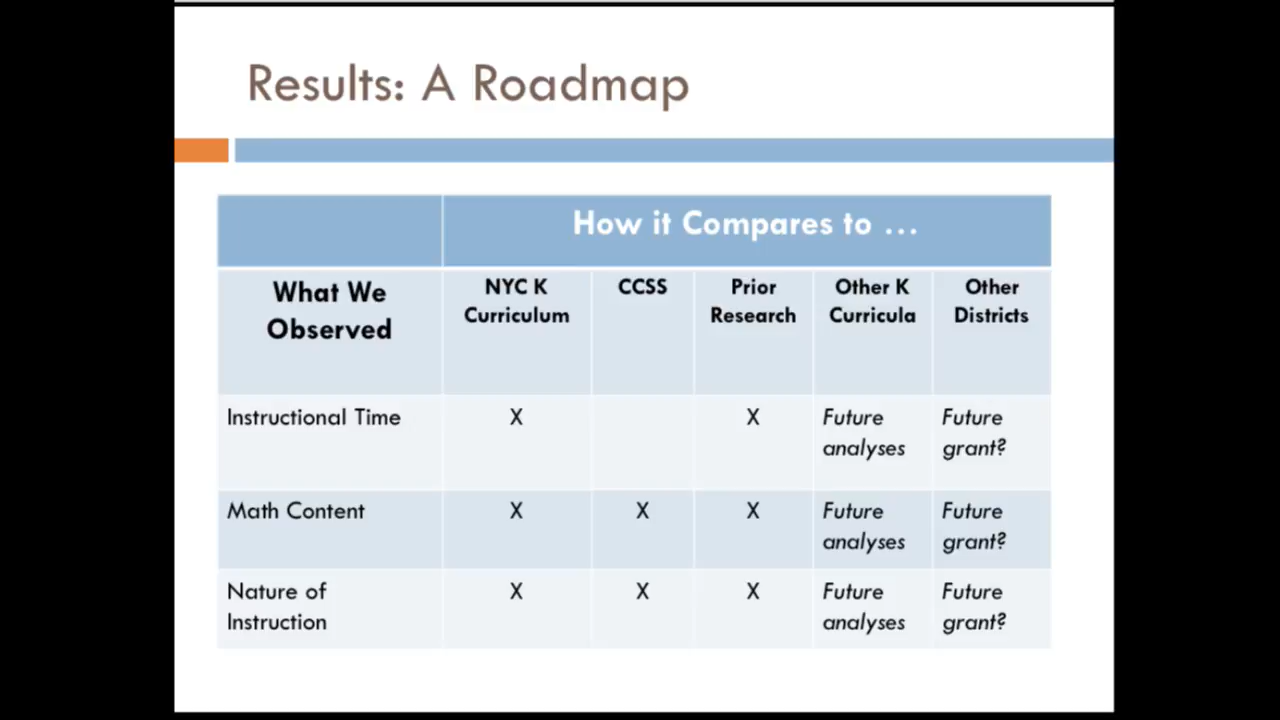 Results: A Roadmap
How it Compares to ...
What We
Observed
NYC K
Curriculum
CCSS
Prior
Research
Other K
Curricula
Other
Districts
Instructional Time
X
X
Future
analyses
Future
grant?
Math Content
X
X
X
Future
analyses
Future
grant?
Nature of
Instruction
X
X
X
Future
analyses
Future
grant?